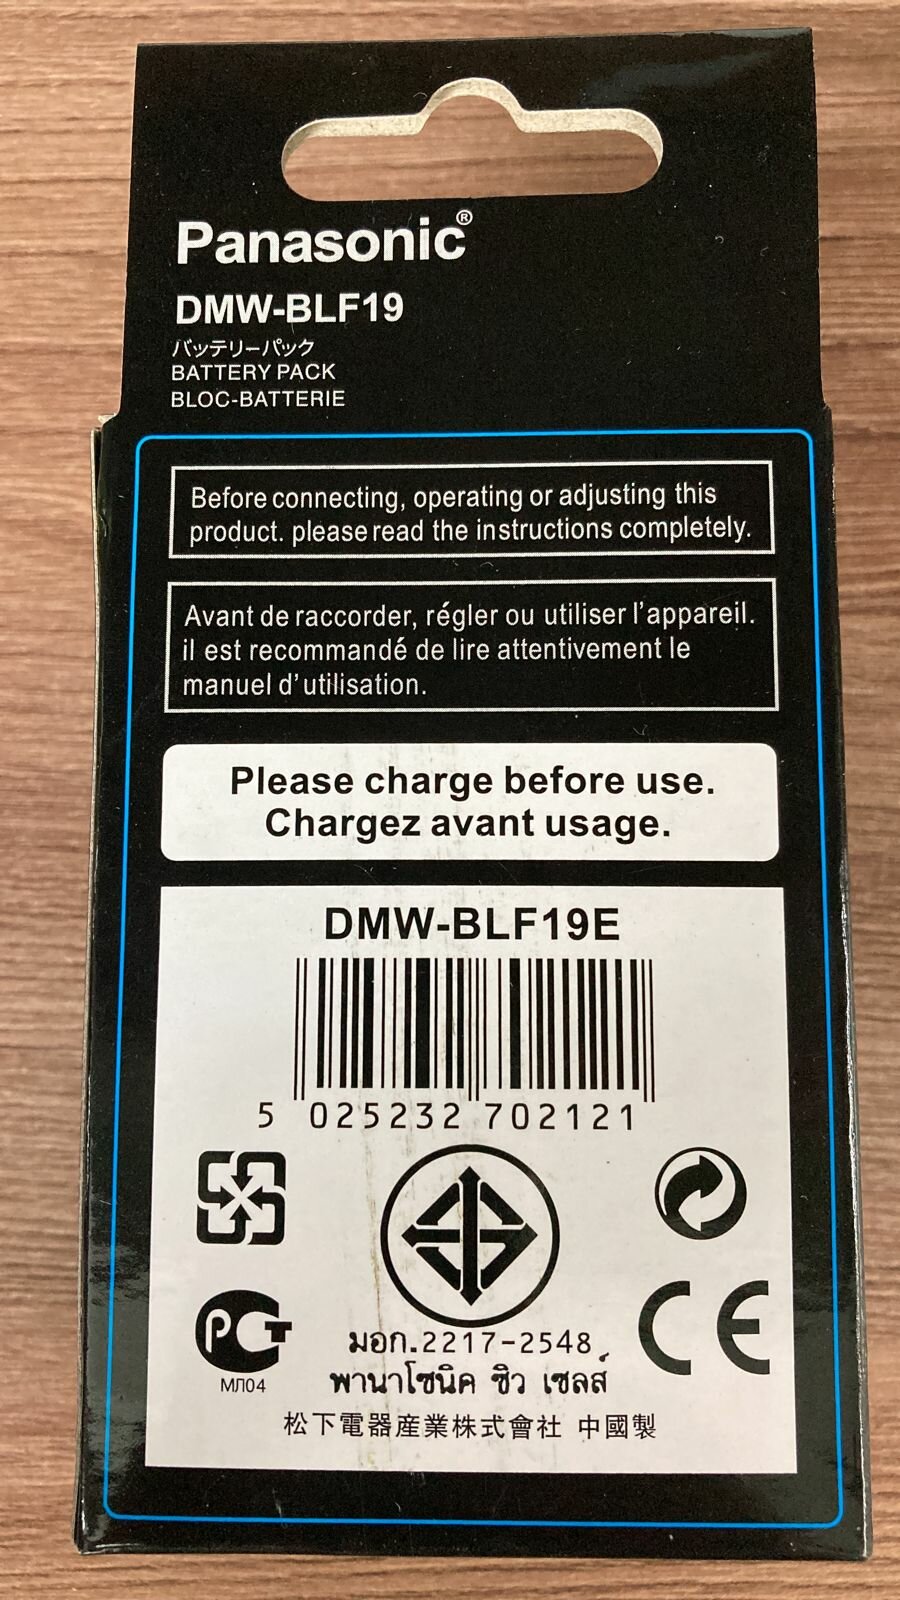 Panasonic®
DMW-BLF19
バッテリーパック
BATTERY PACK
BLOC-BATTERIE
Before connecting, operating or adjusting this
product. please read the instructions completely.
Avant de raccorder, régler ou utiliser l'appareil.
il est recommandé de lire attentivement le
manuel d'utilisation.
Please charge before use.
Chargez avant usage.
DMW-BLF19E
5 025232 702121
РСТ
МЛ04
CE
มอก.2217-2548
พานาโซนิค ซิว เซลส์
松下電器産業株式會社 中國製